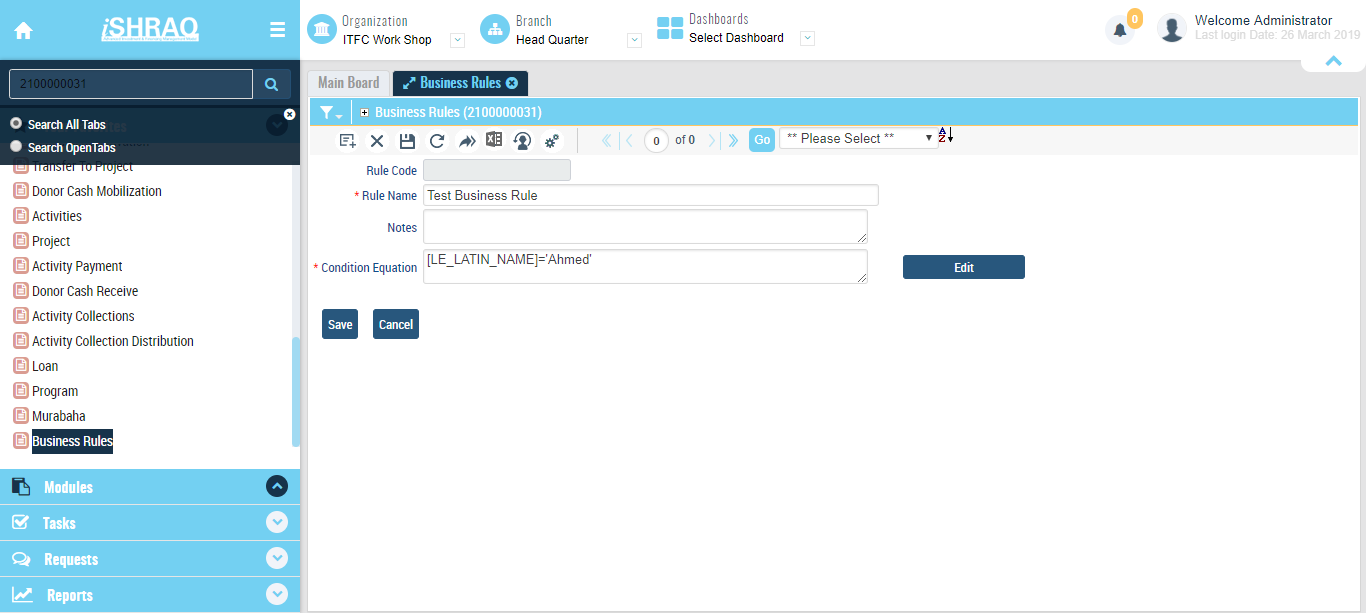 iSHRAQ
Organization
ITFC Work Shop
Branch
Head Quarter
Dashboards
Select Dashboard
0
Welcome Administrator
Last login Date: 26 March 2019
2100000031
Search All Tabs
Search OpenTabs
Transfer To Project
Donor Cash Mobilization
Activities
Project
Activity Payment
Donor Cash Receive
Activity Collections
Activity Collection Distribution
Loan
Program
Murabaha
Business Rules
Modules
Tasks
Requests
Reports
Main Board
Business Rules
Business Rules (2100000031)
0 of 0 Go ** Please Select ** AZ
Rule Code
* Rule Name Test Business Rule
Notes
* Condition Equation [LE_LATIN_NAME]='Ahmed' Edit
Save Cancel